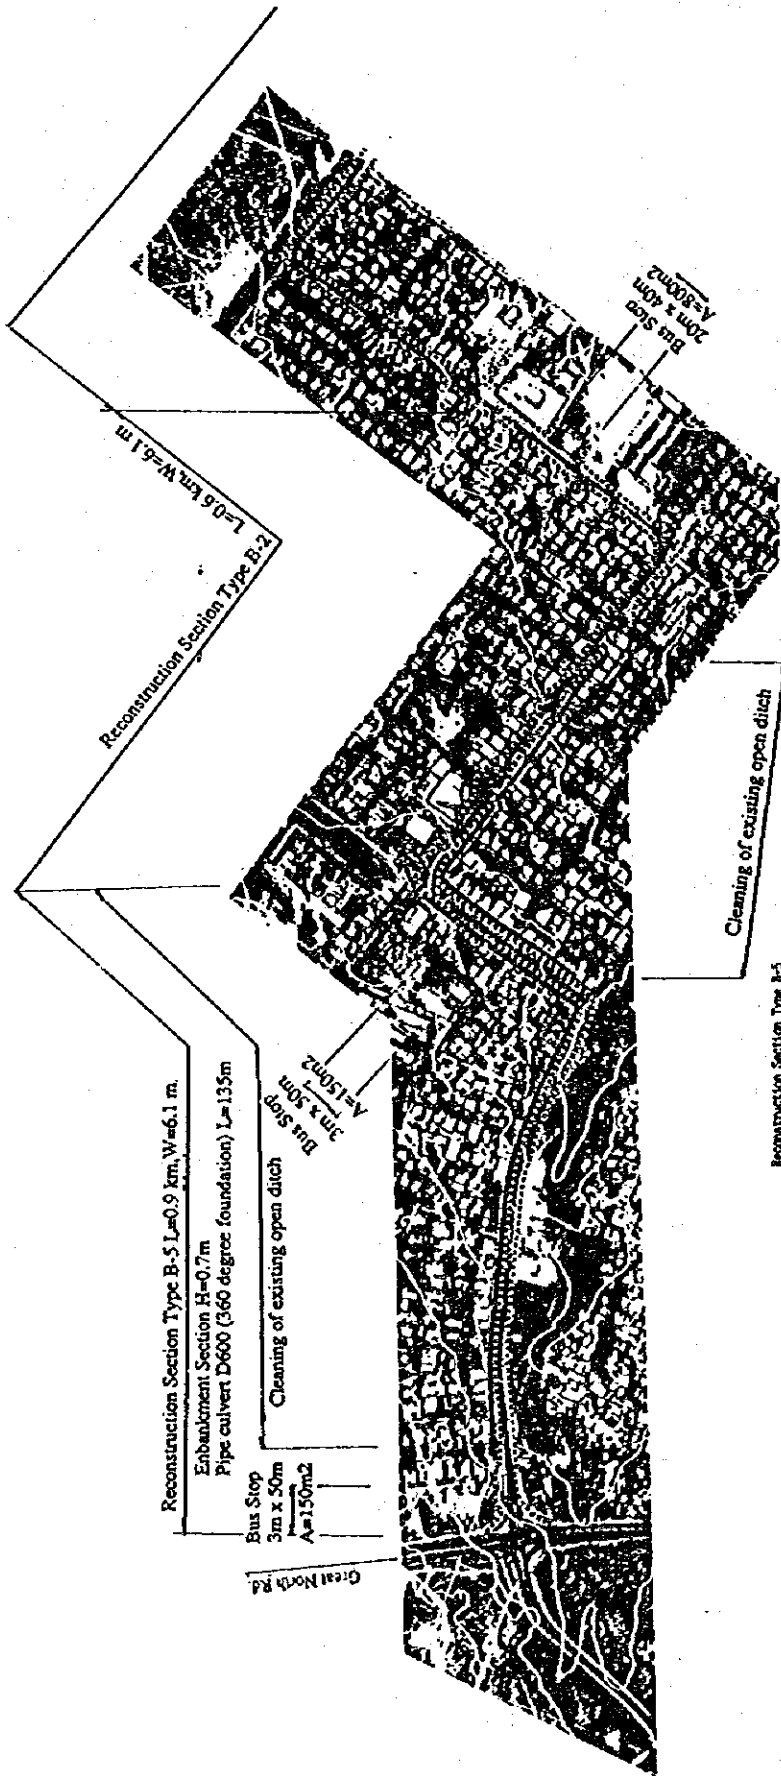 Reconstruction Section Type B-5 L=0.9 km, W=6.1 m
Enbankment Section H=0.7m
Pipe culvert D600 (360 degree foundation) L=135m
Cleaning of existing open ditch
Bus Stop
3m x 50m
A=150m2
Great North Rd.
Bus Stop
3m x 50m
A=150m2
Reconstruction Section Type B-2
L=0.6 km, W=6.1 m
Bus Stop
20m x 40m
A=800m2
Cleaning of existing open ditch
Reconstruction Section Type B-5